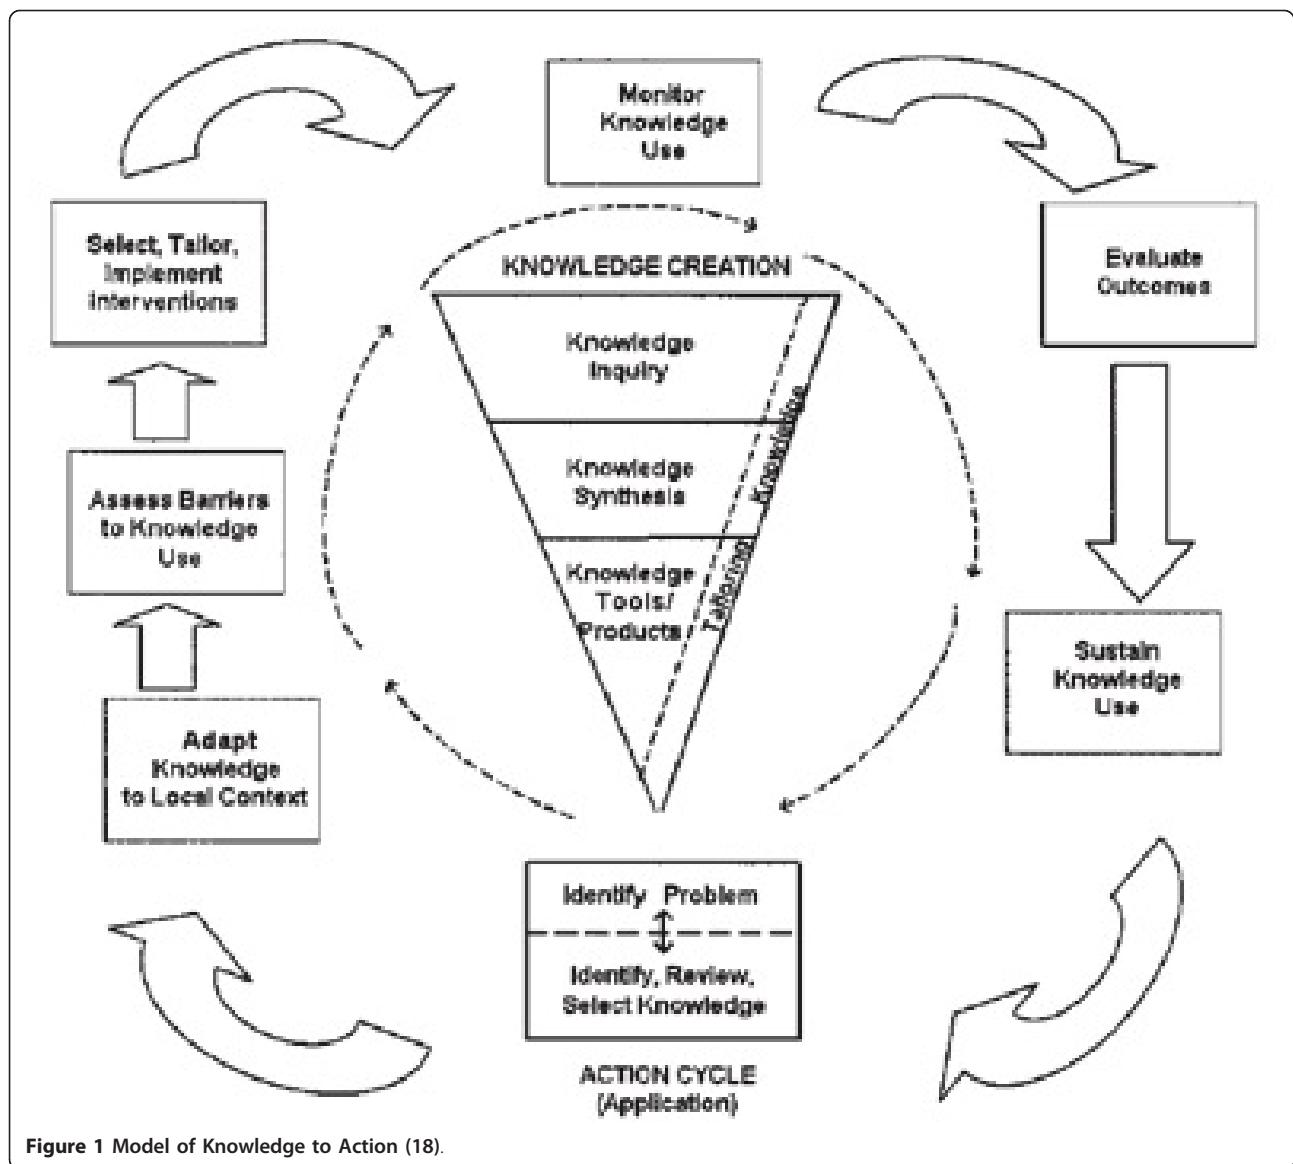 Monitor
Knowledge
Use
Select, Tailor,
Implement
Interventions
Evaluate
Outcomes
KNOWLEDGE CREATION
Knowledge
Inquiry
Knowledge
Synthesis
Knowledge
Tools/
Products
Tailoring Knowledge
Assess Barriers
to Knowledge
Use
Sustain
Knowledge
Use
Adapt
Knowledge
to Local Context
Identify Problem
Identify, Review,
Select Knowledge
ACTION CYCLE
(Application)
Figure 1 Model of Knowledge to Action (18).